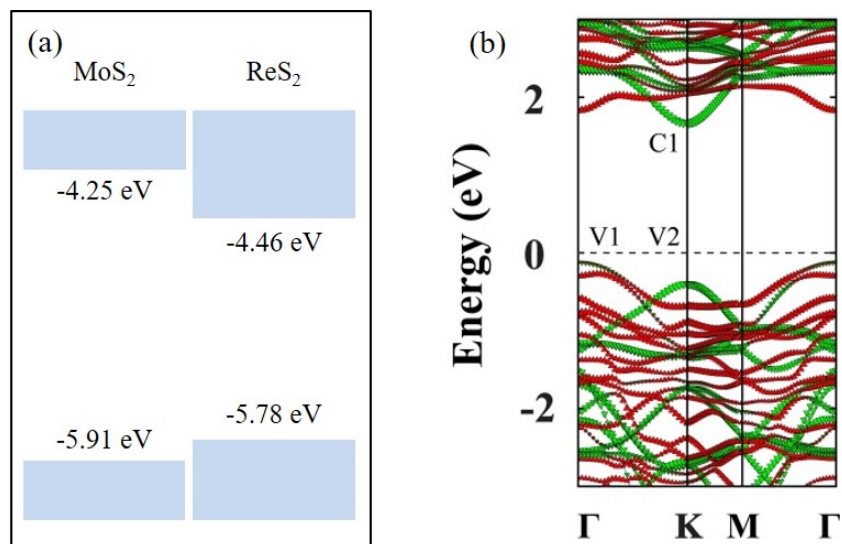 (a)
MoS₂ ReS₂
-4.25 eV
-4.46 eV
-5.78 eV
-5.91 eV
(b)
Energy (eV)
2
0
-2
C1
V1 V2
Γ K M Γ